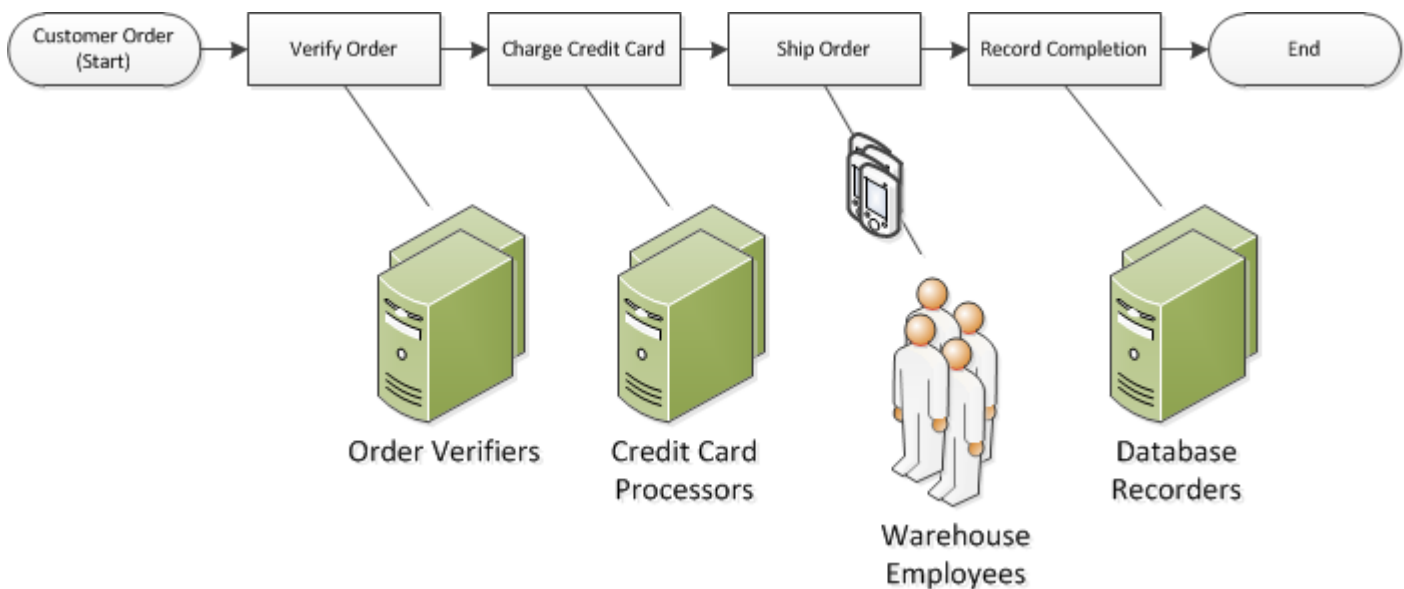 Customer Order
(Start)
Verify Order
Charge Credit Card
Ship Order
Record Completion
End
Order Verifiers
Credit Card
Processors
Warehouse
Employees
Database
Recorders